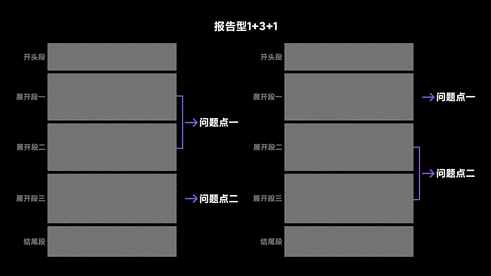 报告型1+3+1
开头段
展开段一
展开段二
展开段三
结尾段
问题点一
问题点二
开头段
展开段一
展开段二
展开段三
结尾段
问题点一
问题点二